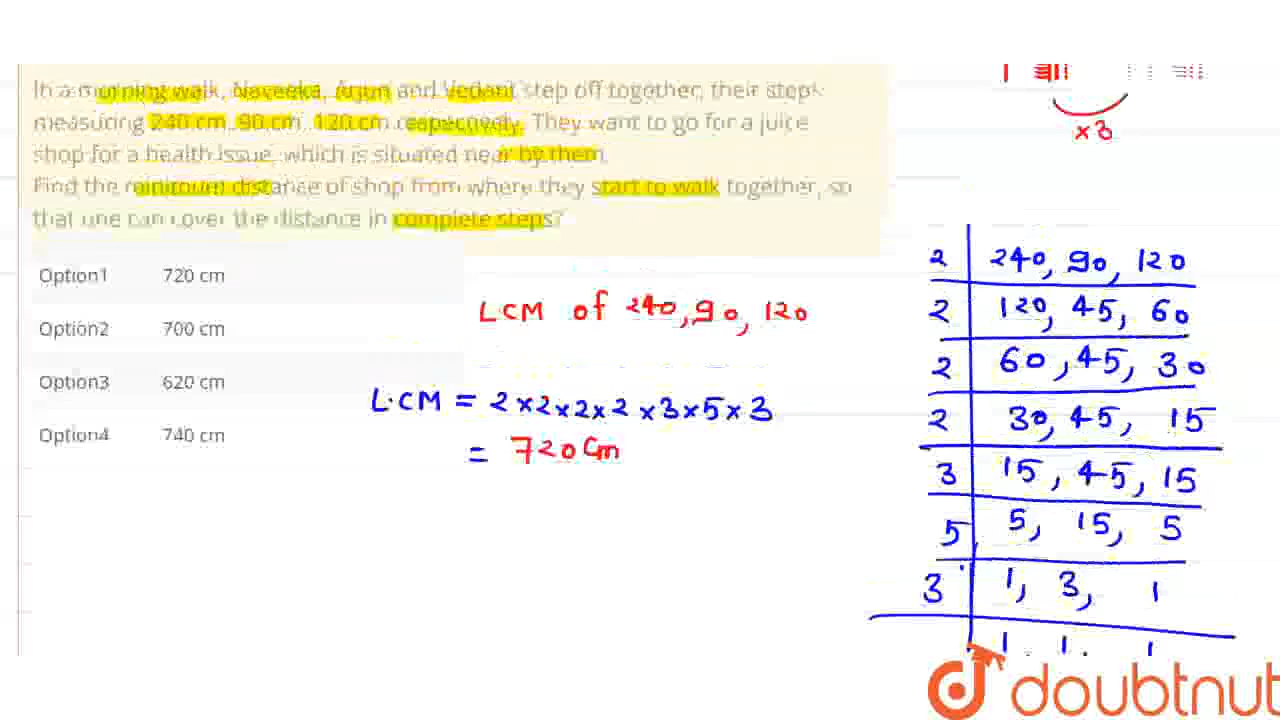 In a morning walk, Naveeka, Arjun and Vedant step off together, their steps
measuring 240 cm, 90 cm, 120 cm respectively. They want to go for a juice
shop for a health issue, which is situated near by them.
Find the minimum distance of shop from where they start to walk together, so
that one can cover the distance in complete steps?
Option1 720 cm
Option2 700 cm
Option3 620 cm
Option4 740 cm
LCM of 240, 90, 120
L.CM = 2×2×2×2×3×5×3
= 720 Cm
×3
2 240, 90, 120
2 120, 45, 60
2 60, 45, 30
2 30, 45, 15
3 15, 45, 15
5 5, 15, 5
3 1, 3, 1
1, 1, 1
doubtnut